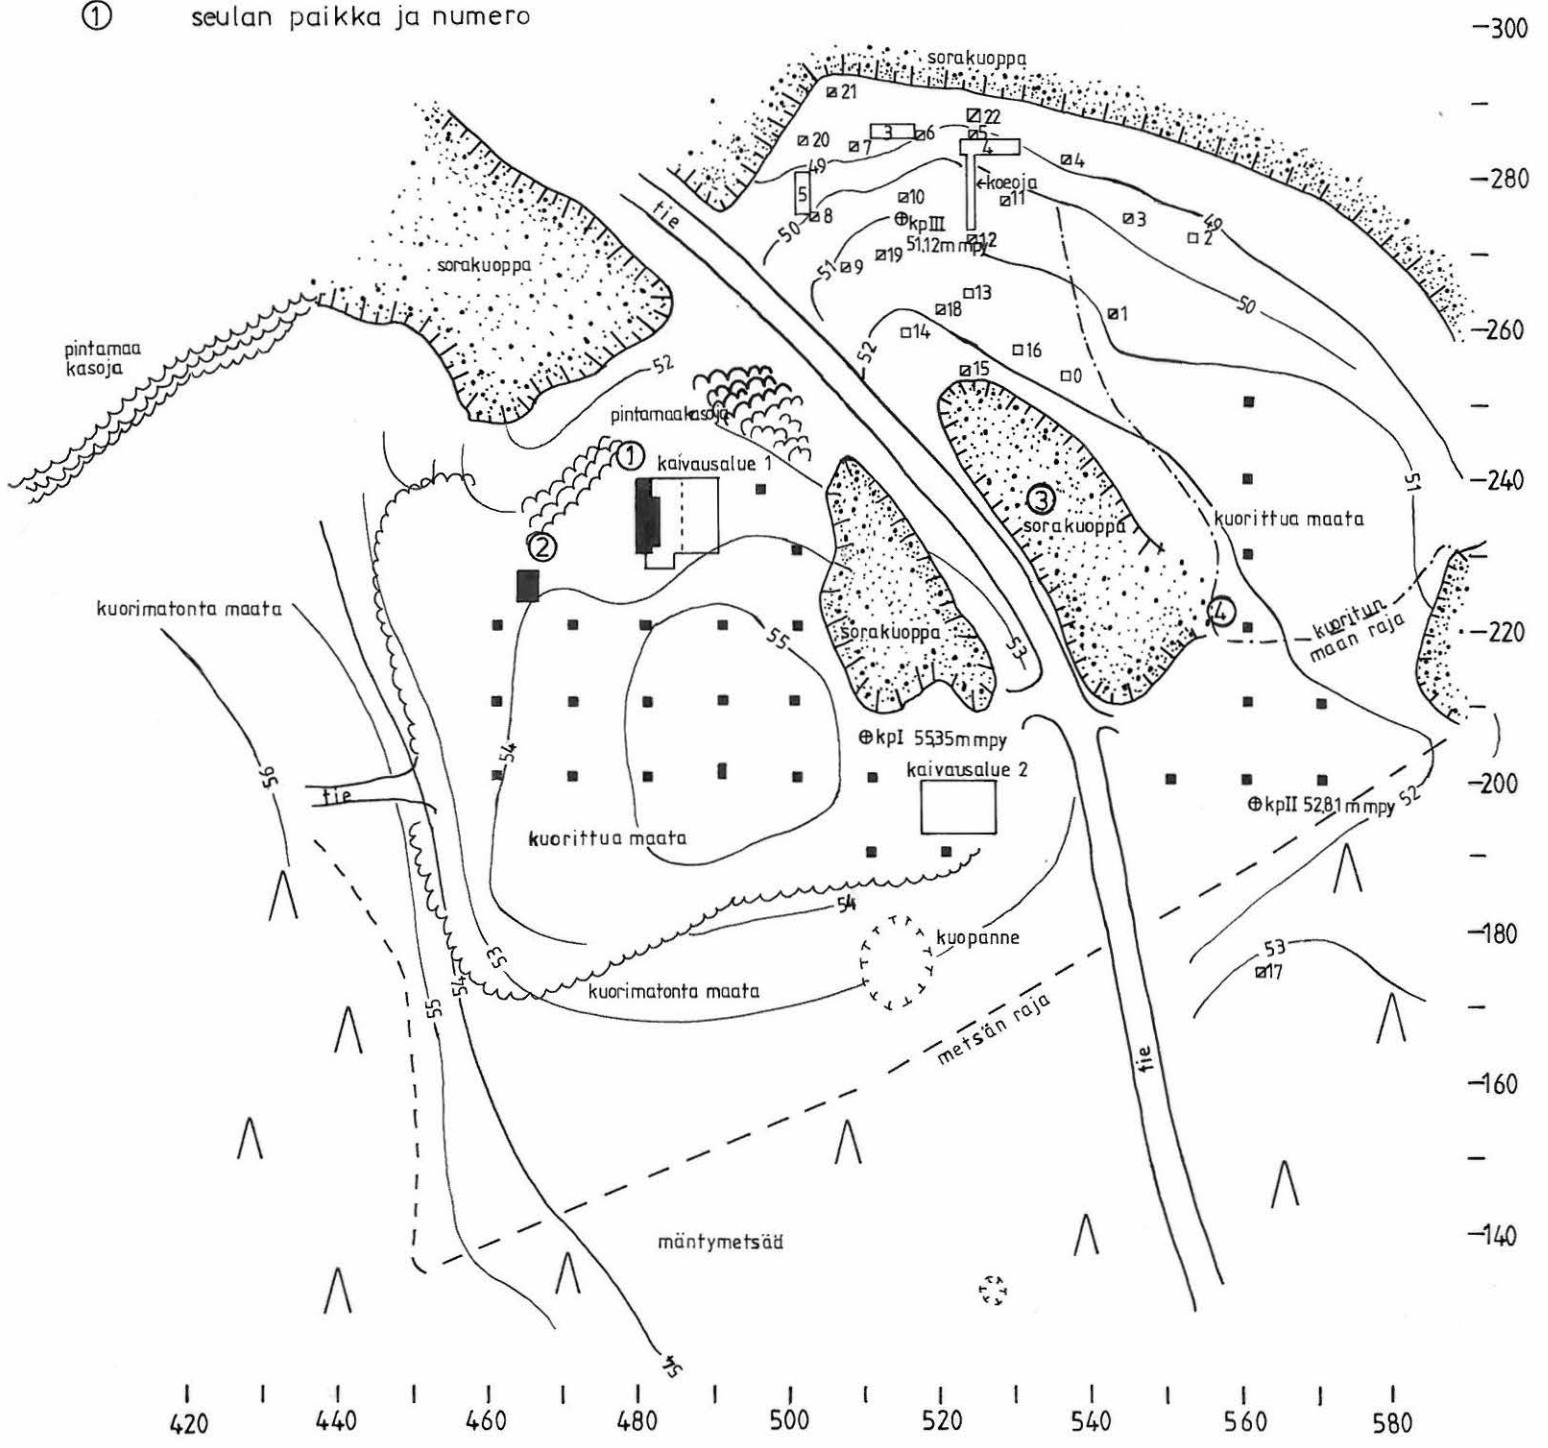 ① seulan paikka ja numero
300
sorakuoppa
21
22
20
7
3
6
5
4
4
280
49
5
←koeoja
11
tie
8
10
kpIII
3
49
2
50
51,12m mpy
12
sorakuoppa
51
9
19
13
50
18
1
260
14
pintamaa
kasoja
52
52
16
15
0
pintamaakasoja
①
kaivausalue 1
240
51
③
sorakuoppa
kuorittua maata
②
kuorimatonta maata
④
kuoritun
maan raja
220
sorakuoppa
55
53
54
kpI 55,35m mpy
56
kaivausalue 2
tie
200
kpII 52,81 m mpy
52
kuorittua maata
54
kuopanne
180
53
53
17
54
55
kuorimatonta maata
metsän raja
tie
160
mäntymetsää
140
54
420 440 460 480 500 520 540 560 580